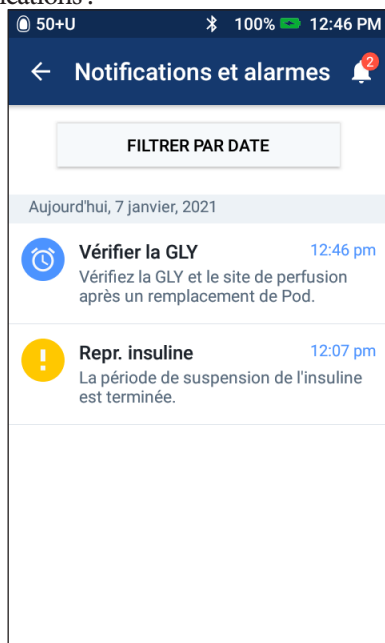 ications :
50+U 100% 12:46 PM
Notifications et alarmes 2
FILTRER PAR DATE
Aujourd'hui, 7 janvier, 2021
Vérifier la GLY 12:46 pm
Vérifiez la GLY et le site de perfusion
après un remplacement de Pod.
Repr. insuline 12:07 pm
La période de suspension de l'insuline
est terminée.